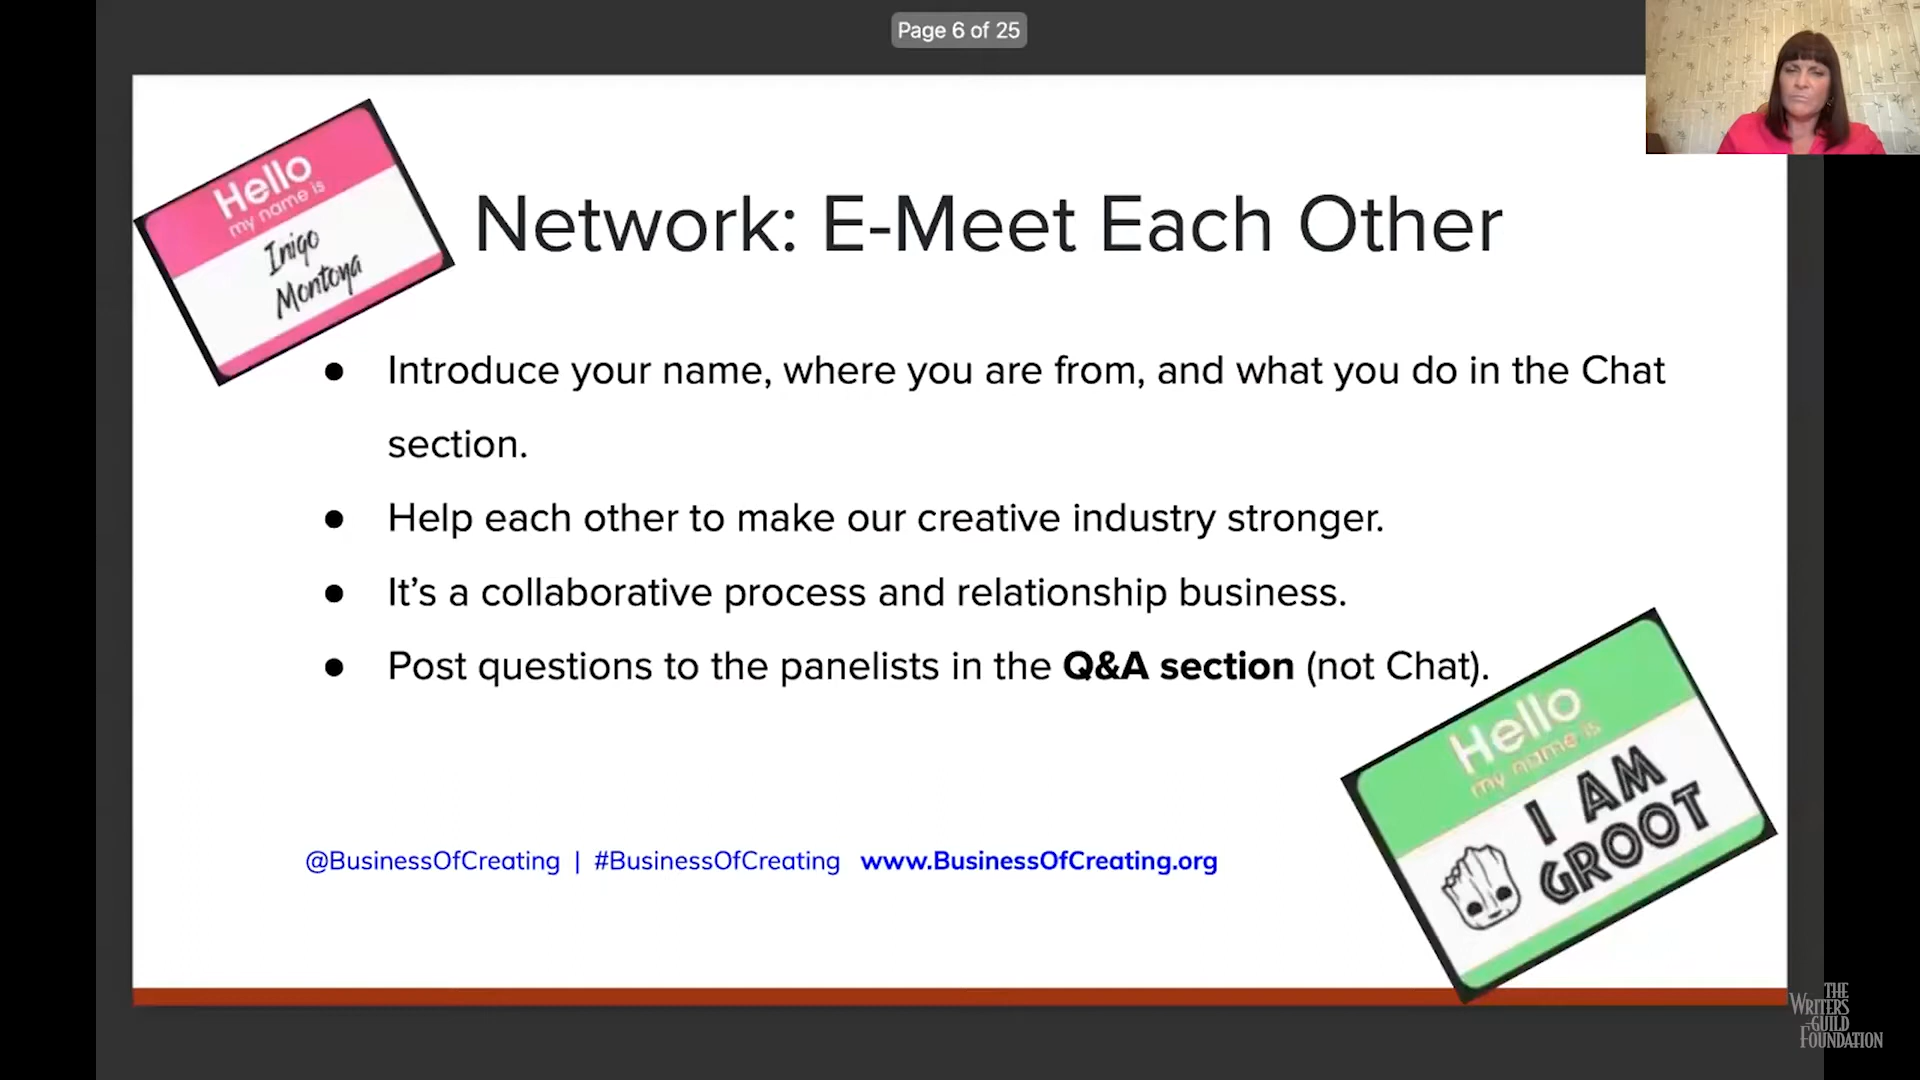 Page 6 of 25
Hello
my name is
Inigo
Montoya
Network: E-Meet Each Other
● Introduce your name, where you are from, and what you do in the Chat
section.
● Help each other to make our creative industry stronger.
● It’s a collaborative process and relationship business.
● Post questions to the panelists in the Q&A section (not Chat).
Hello
my name is
I AM
GROOT
@BusinessOfCreating | #BusinessOfCreating www.BusinessOfCreating.org
THE
WRITERS
GUILD
FOUNDATION